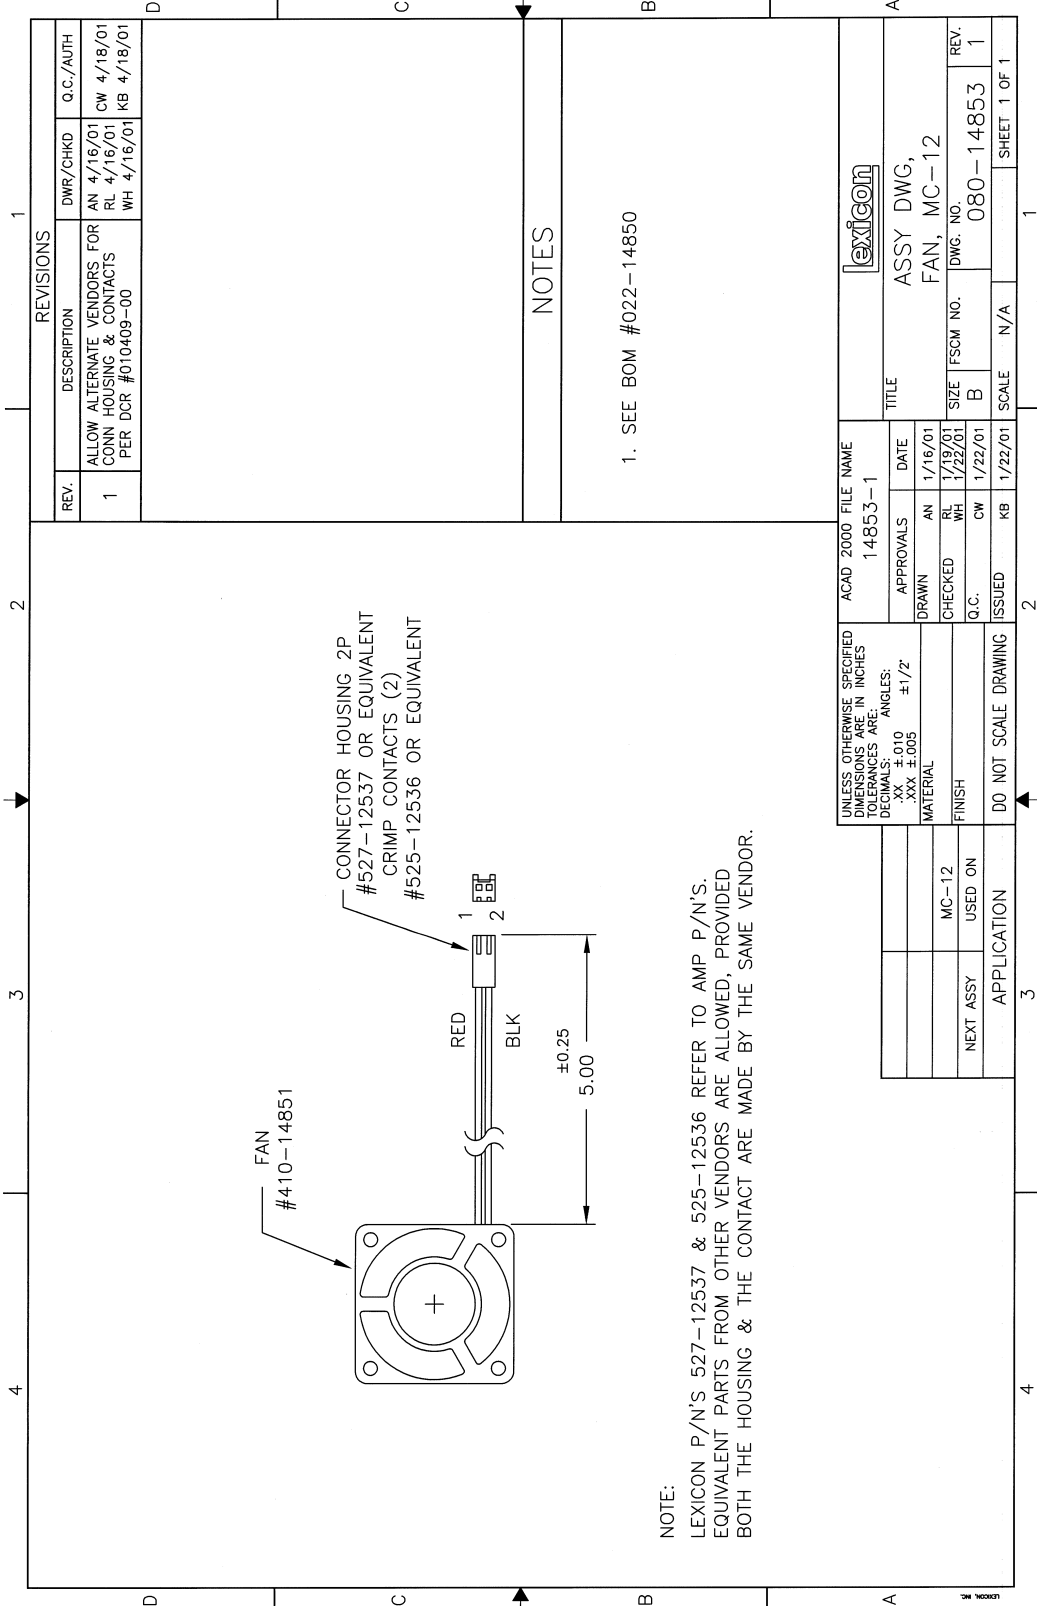 4
3
2
1
D
C
B
A
REVISIONS
REV.
DESCRIPTION
DWR/CHKD
Q.C./AUTH
1
ALLOW ALTERNATE VENDORS FOR
CONN HOUSING & CONTACTS
PER DCR #010409-00
AN 4/16/01
RL 4/16/01
WH 4/16/01
CW 4/18/01
KB 4/18/01
FAN
#410-14851
CONNECTOR HOUSING 2P
#527-12537 OR EQUIVALENT
CRIMP CONTACTS (2)
#525-12536 OR EQUIVALENT
RED
BLK
1
2
±0.25
5.00
NOTES
1. SEE BOM #022-14850
NOTE:
LEXICON P/N'S 527-12537 & 525-12536 REFER TO AMP P/N'S.
EQUIVALENT PARTS FROM OTHER VENDORS ARE ALLOWED, PROVIDED
BOTH THE HOUSING & THE CONTACT ARE MADE BY THE SAME VENDOR.
MC-12
NEXT ASSY
USED ON
APPLICATION
UNLESS OTHERWISE SPECIFIED
DIMENSIONS ARE IN INCHES
TOLERANCES ARE:
DECIMALS: ANGLES:
.XX ±.010 ±1/2°
.XXX ±.005
MATERIAL
FINISH
DO NOT SCALE DRAWING
ACAD 2000 FILE NAME
14853-1
APPROVALS
DATE
DRAWN AN 1/16/01
CHECKED RL 1/19/01
WH 1/22/01
Q.C. CW 1/22/01
ISSUED KB 1/22/01
lexicon
TITLE
ASSY DWG,
FAN, MC-12
SIZE
B
FSCM NO.
DWG. NO.
080-14853
REV.
1
SCALE N/A
SHEET 1 OF 1
D
C
B
A
4
3
2
1
LEXICON, INC.